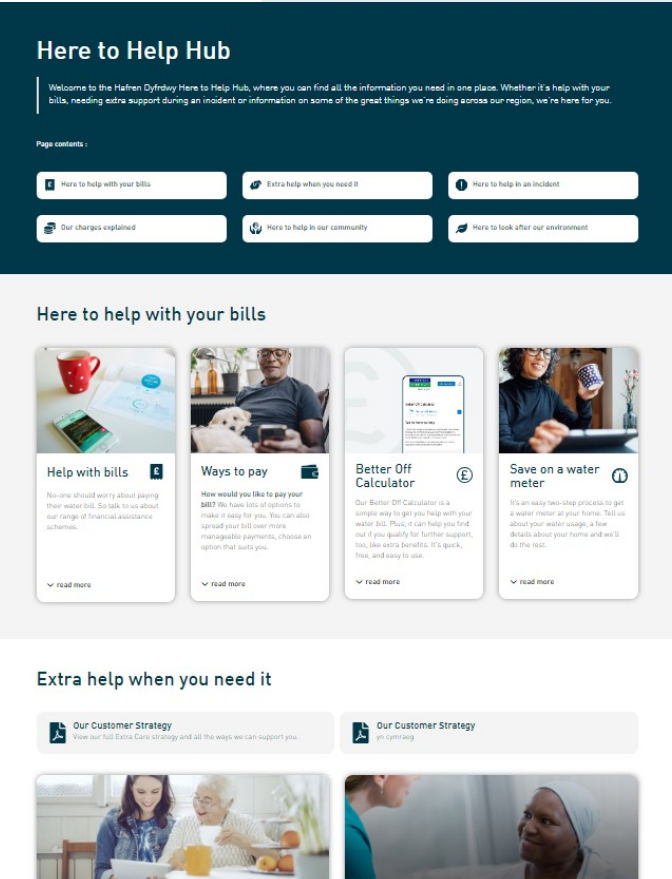 Here to Help Hub
Welcome to the Hafren Dyfrdwy Here to Help Hub, where you can find all the information you need in one place. Whether it's help with your
bills, needing extra support during an incident or information on some of the great things we're doing across our region, we're here for you.
Page contents :
Here to help with your bills
Extra help when you need it
Here to help in an incident
Our charges explained
Here to help in our community
Here to look after our environment
Here to help with your bills
Help with bills
No-one should worry about paying
their water bill. So talk to us about
our range of financial assistance
schemes.
read more
Ways to pay
How would you like to pay your
bill? We have lots of options to
make it easy for you. You can also
spread your bill over more
manageable payments, choose an
option that suits you.
read more
Better Off
Calculator
Our Better Off Calculator is a
simple way to get you help with your
water bill. Plus, it can help you find
out if you qualify for further support,
too, like extra benefits. It's quick,
free, and easy to use.
read more
Save on a water
meter
It's an easy two-step process to get
a water meter at your home. Tell us
about your water usage, a few
details about your home and we'll
do the rest.
read more
Extra help when you need it
Our Customer Strategy
View our full Extra Care strategy and all the ways we can support you.
Our Customer Strategy
yn cymraeg